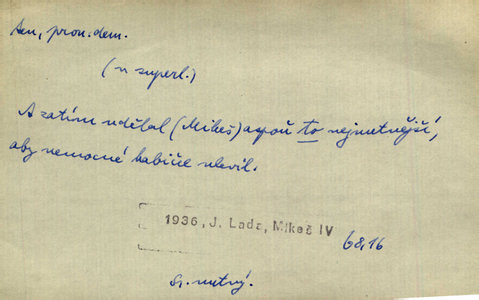 ten, pron. dem.
(u superl.)
A zatím udělal (Mikeš) aspoň to nejnutnější,
aby nemocné babičce ulevil.
1936, J. Lada, Mikeš IV
68,16
Sr. nutný.